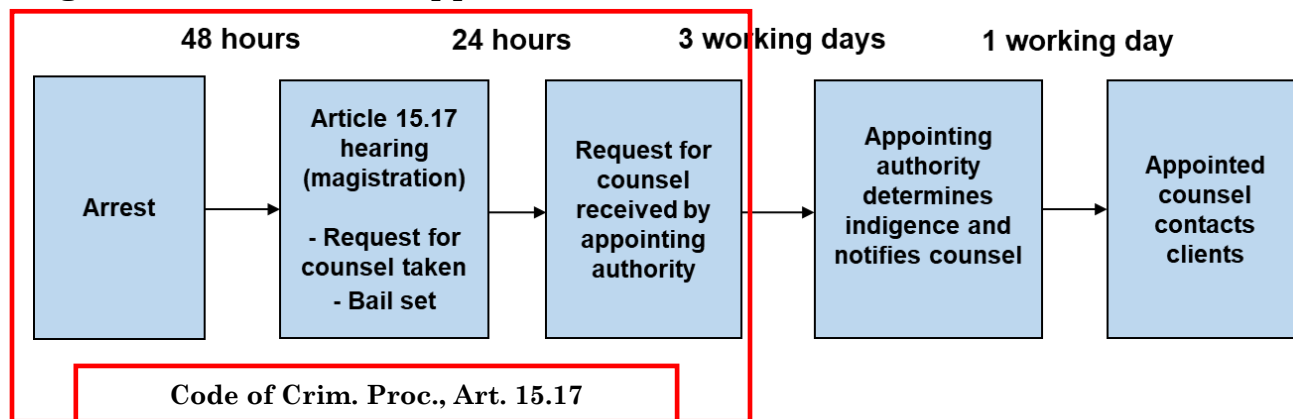 48 hours
24 hours
3 working days
1 working day
Arrest
Article 15.17
hearing
(magistration)
- Request for
counsel taken
- Bail set
Request for
counsel
received by
appointing
authority
Appointing
authority
determines
indigence and
notifies counsel
Appointed
counsel
contacts
clients
Code of Crim. Proc., Art. 15.17